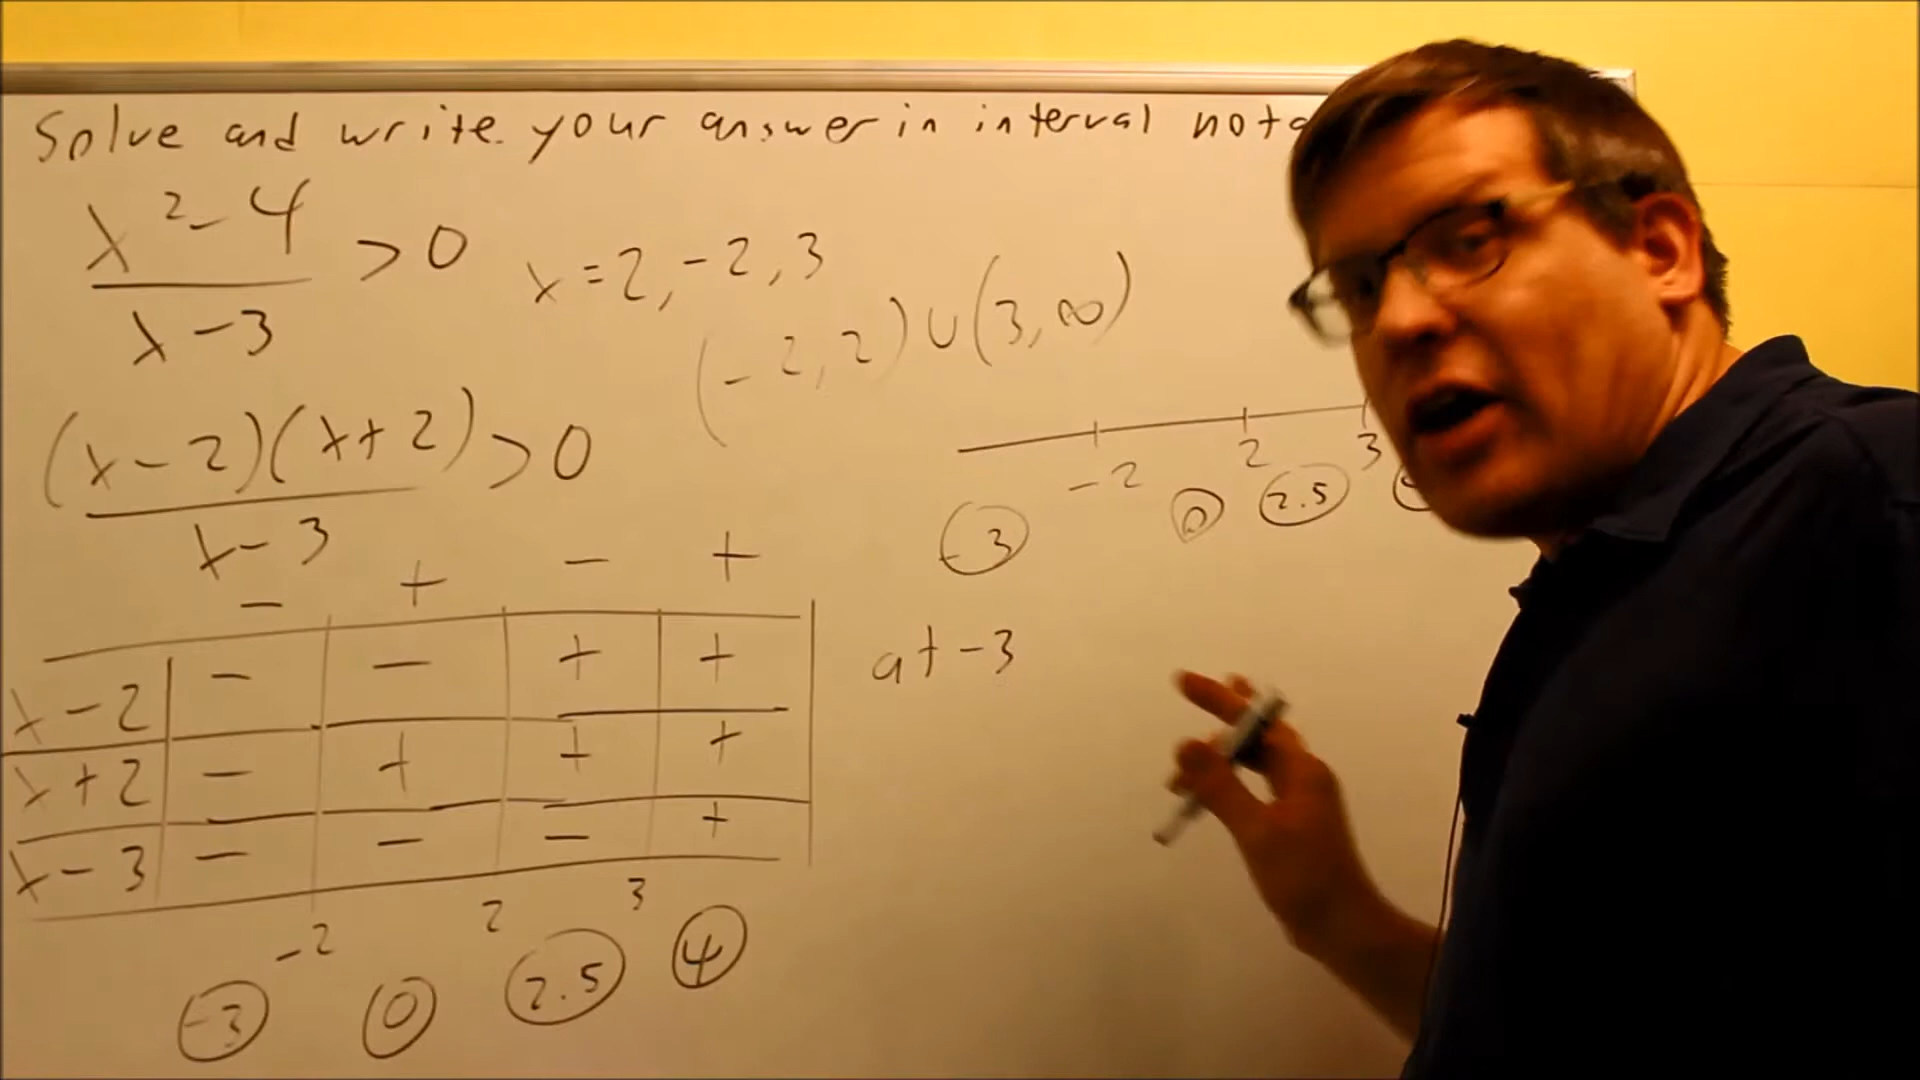 Solve and write your answer in interval nota
x² - 4
x - 3
> 0
x = 2, -2, 3
(-2, 2) ∪ (3, ∞)
(x - 2)(x + 2)
x - 3
> 0
-2 2 3
-3 0 2.5
- + - +
x - 2 - - + +
x + 2 - + + +
x - 3 - - - +
-2 2 3
-3 0 2.5 4
at -3